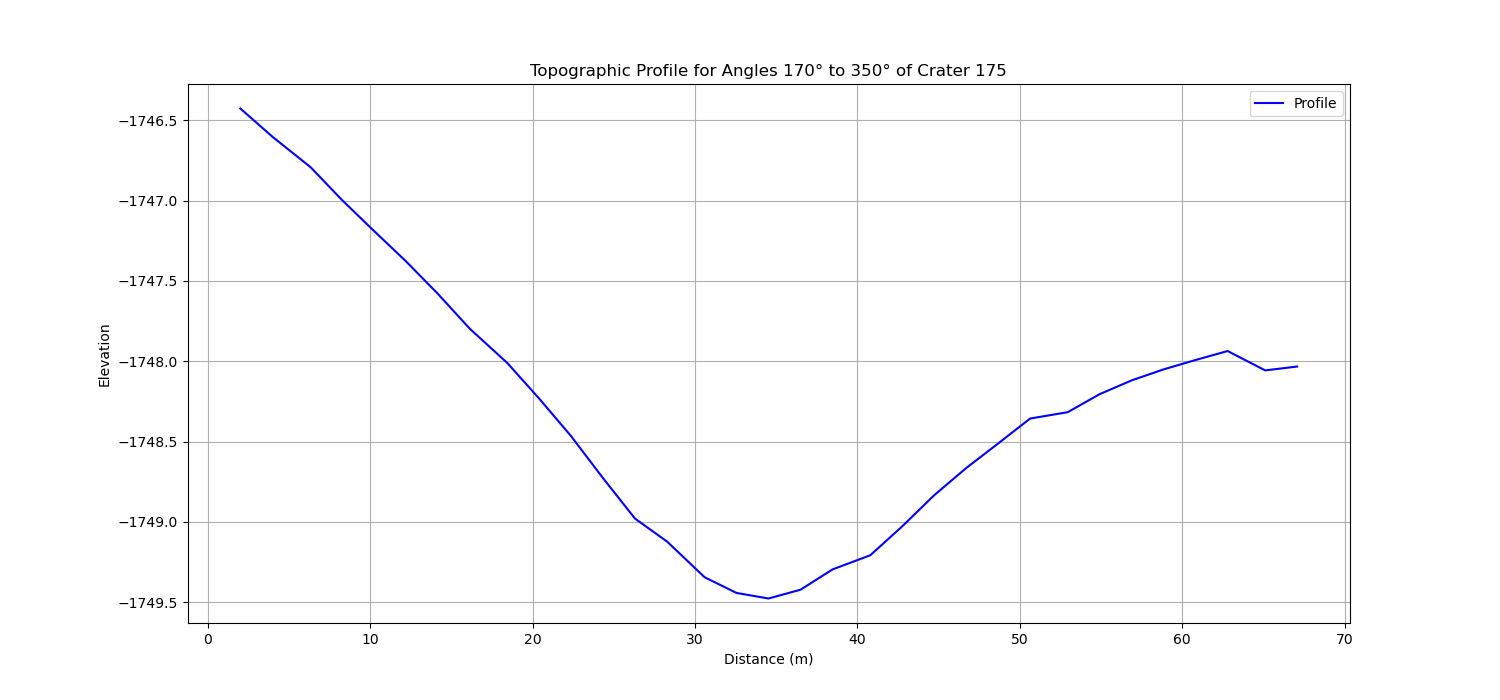 Topographic Profile for Angles 170° to 350° of Crater 175
Profile
−1746.5
−1747.0
−1747.5
−1748.0
−1748.5
−1749.0
−1749.5
Elevation
0 10 20 30 40 50 60 70
Distance (m)